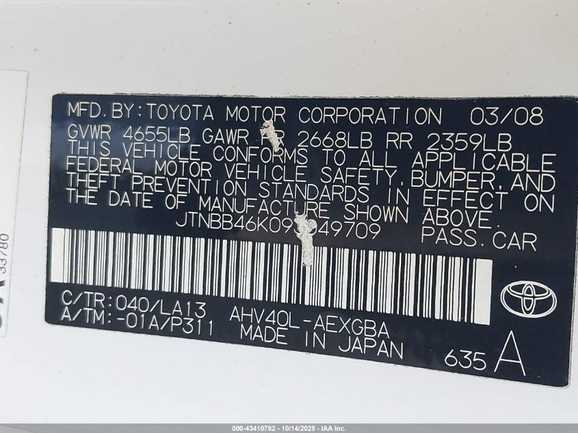 MFD. BY: TOYOTA MOTOR CORPORATION 03/08
GVWR 4655LB GAWR FR 2668LB RR 2359LB
THIS VEHICLE CONFORMS TO ALL APPLICABLE
FEDERAL MOTOR VEHICLE SAFETY, BUMPER, AND
THEFT PREVENTION STANDARDS IN EFFECT ON
THE DATE OF MANUFACTURE SHOWN ABOVE.
PASS. CAR
C/TR: 040/LA13 AHV40L-AEXGBA
A/TM: -01A/P311 MADE IN JAPAN 635 A
33780
000-43410792 | 10/14/2025 | IAA Inc.